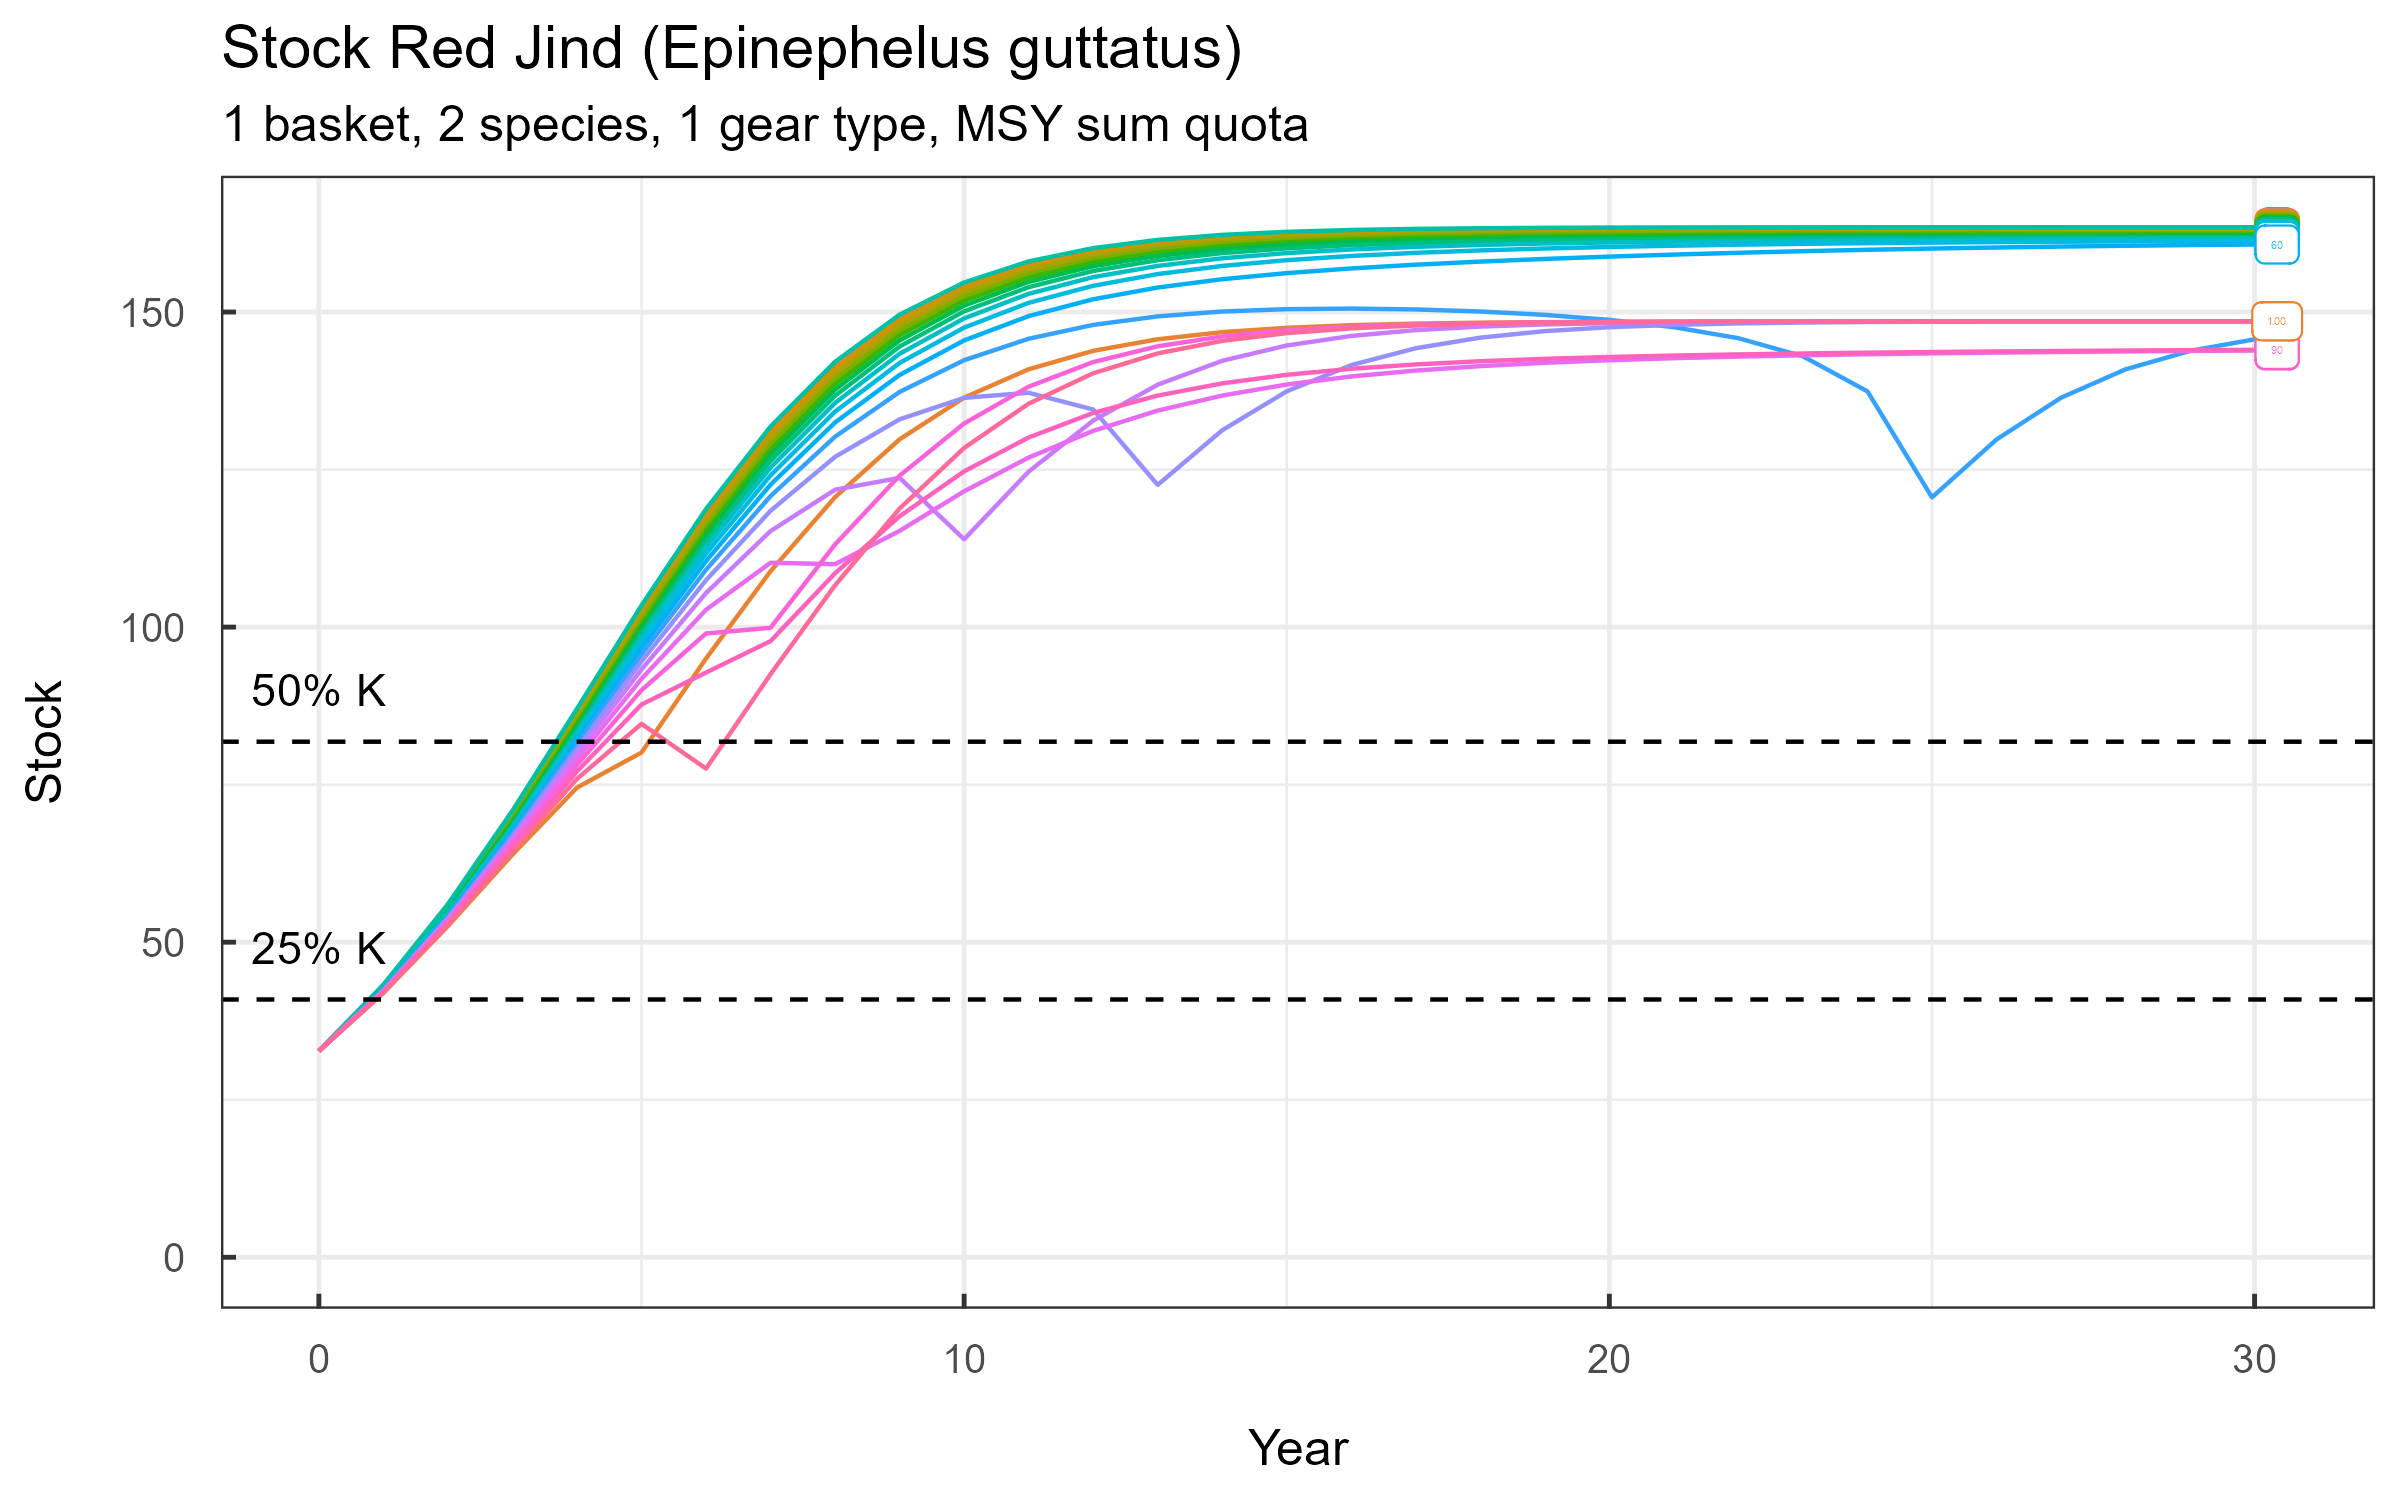 Stock Red Jind (Epinephelus guttatus)
1 basket, 2 species, 1 gear type, MSY sum quota
Stock
150
100
50
0
50% K
25% K
60
100
90
0
10
20
30
Year